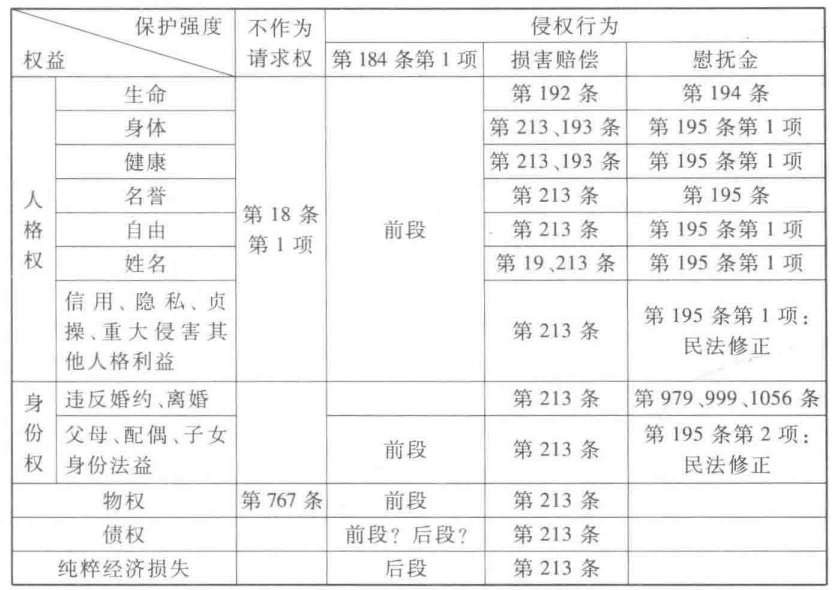 保护强度
权益
不作为
请求权
侵权行为
第 184 条第 1 项
损害赔偿
慰抚金
人格权
生命
第 18 条
第 1 项
前段
第 192 条
第 194 条
身体
第 213、193 条
第 195 条第 1 项
健康
第 213、193 条
第 195 条第 1 项
名誉
第 213 条
第 195 条
自由
第 213 条
第 195 条第 1 项
姓名
第 19、213 条
第 195 条第 1 项
信用、隐私、贞
操、重大侵害其
他人格利益
第 213 条
第 195 条第 1 项：
民法修正
身份权
违反婚约、离婚
第 213 条
第 979、999、1056 条
父母、配偶、子女
身份法益
前段
第 213 条
第 195 条第 2 项：
民法修正
物权
第 767 条
前段
第 213 条
债权
前段？后段？
第 213 条
纯粹经济损失
后段
第 213 条